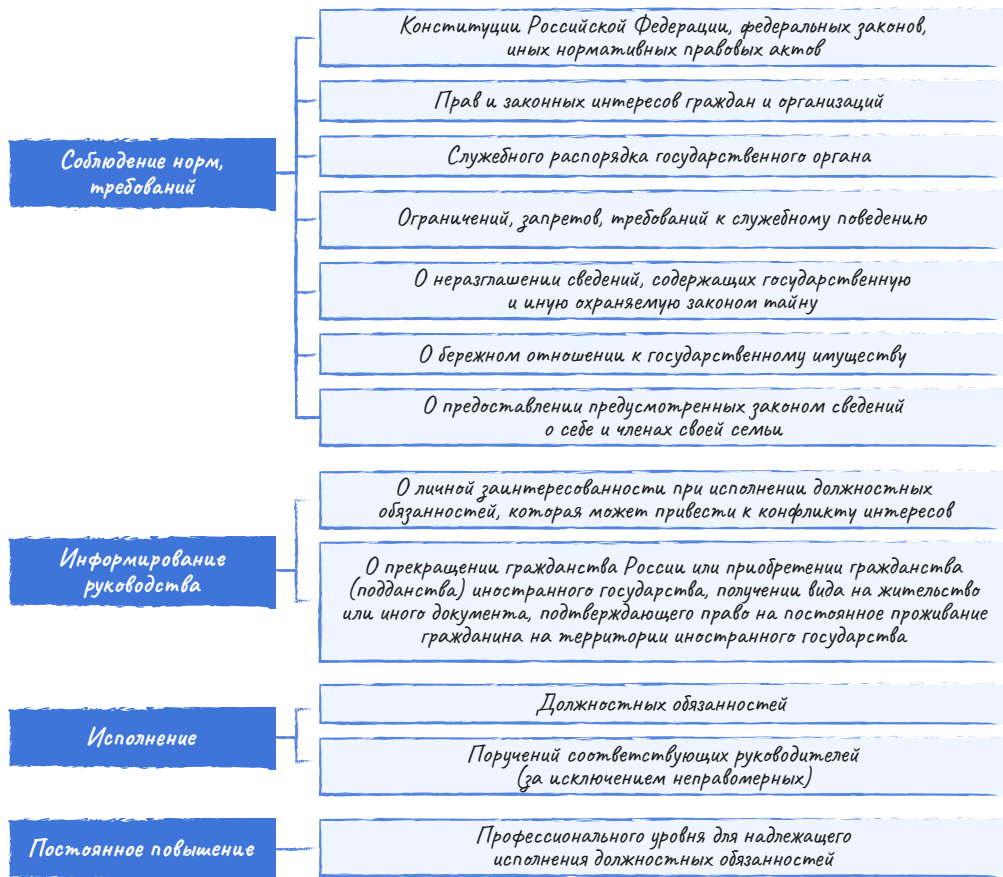 Соблюдение норм,
требований
Конституции Российской Федерации, федеральных законов,
иных нормативных правовых актов
Прав и законных интересов граждан и организаций
Служебного распорядка государственного органа
Ограничений, запретов, требований к служебному поведению
О неразглашении сведений, содержащих государственную
и иную охраняемую законом тайну
О бережном отношении к государственному имуществу
О предоставлении предусмотренных законом сведений
о себе и членах своей семьи
Информирование
руководства
О личной заинтересованности при исполнении должностных
обязанностей, которая может привести к конфликту интересов
О прекращении гражданства России или приобретении гражданства
(подданства) иностранного государства, получении вида на жительство
или иного документа, подтверждающего право на постоянное проживание
гражданина на территории иностранного государства
Исполнение
Должностных обязанностей
Поручений соответствующих руководителей
(за исключением неправомерных)
Постоянное повышение
Профессионального уровня для надлежащего
исполнения должностных обязанностей